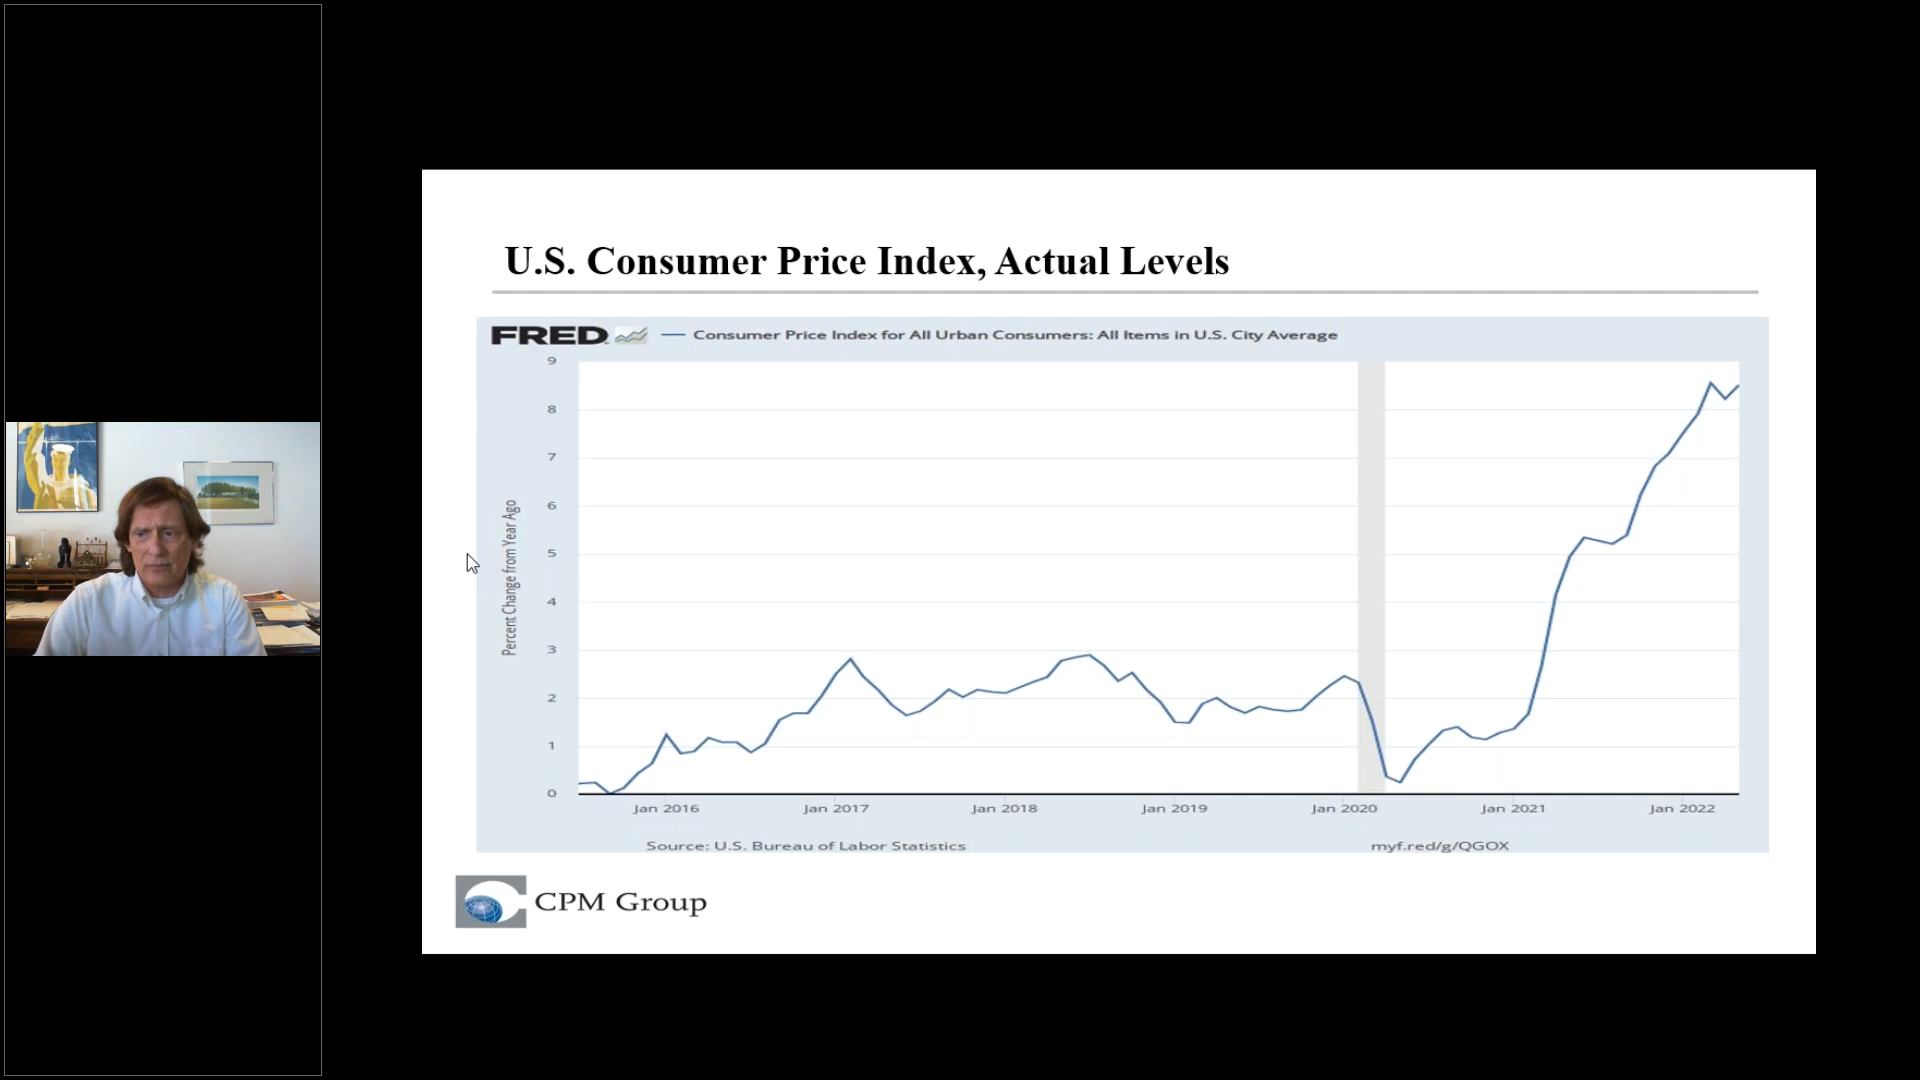 U.S. Consumer Price Index, Actual Levels
FRED
Consumer Price Index for All Urban Consumers: All Items in U.S. City Average
Percent Change from Year Ago
9
8
7
6
5
4
3
2
1
0
Jan 2016 Jan 2017 Jan 2018 Jan 2019 Jan 2020 Jan 2021 Jan 2022
Source: U.S. Bureau of Labor Statistics myf.red/g/QGOX
CPM Group